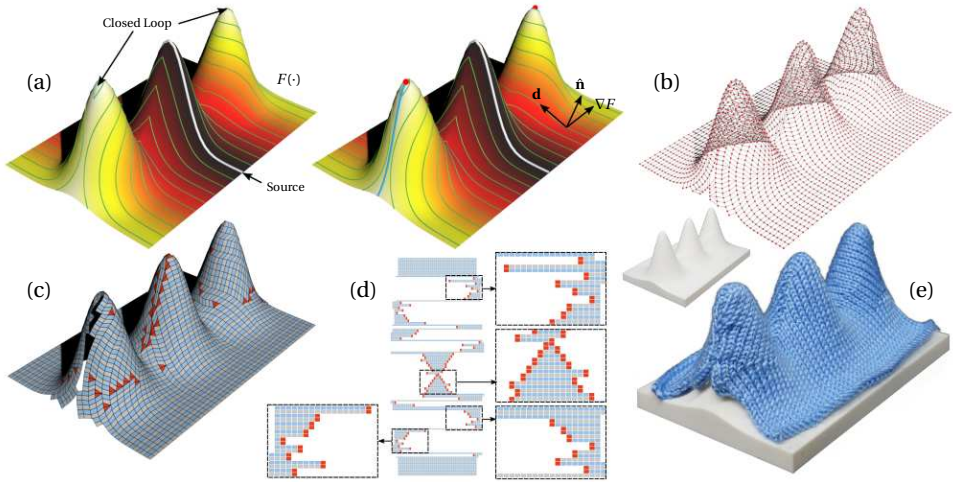 Closed Loop
(a)
F(·)
d
n̂
∇F
(b)
Source
(c)
(d)
(e)